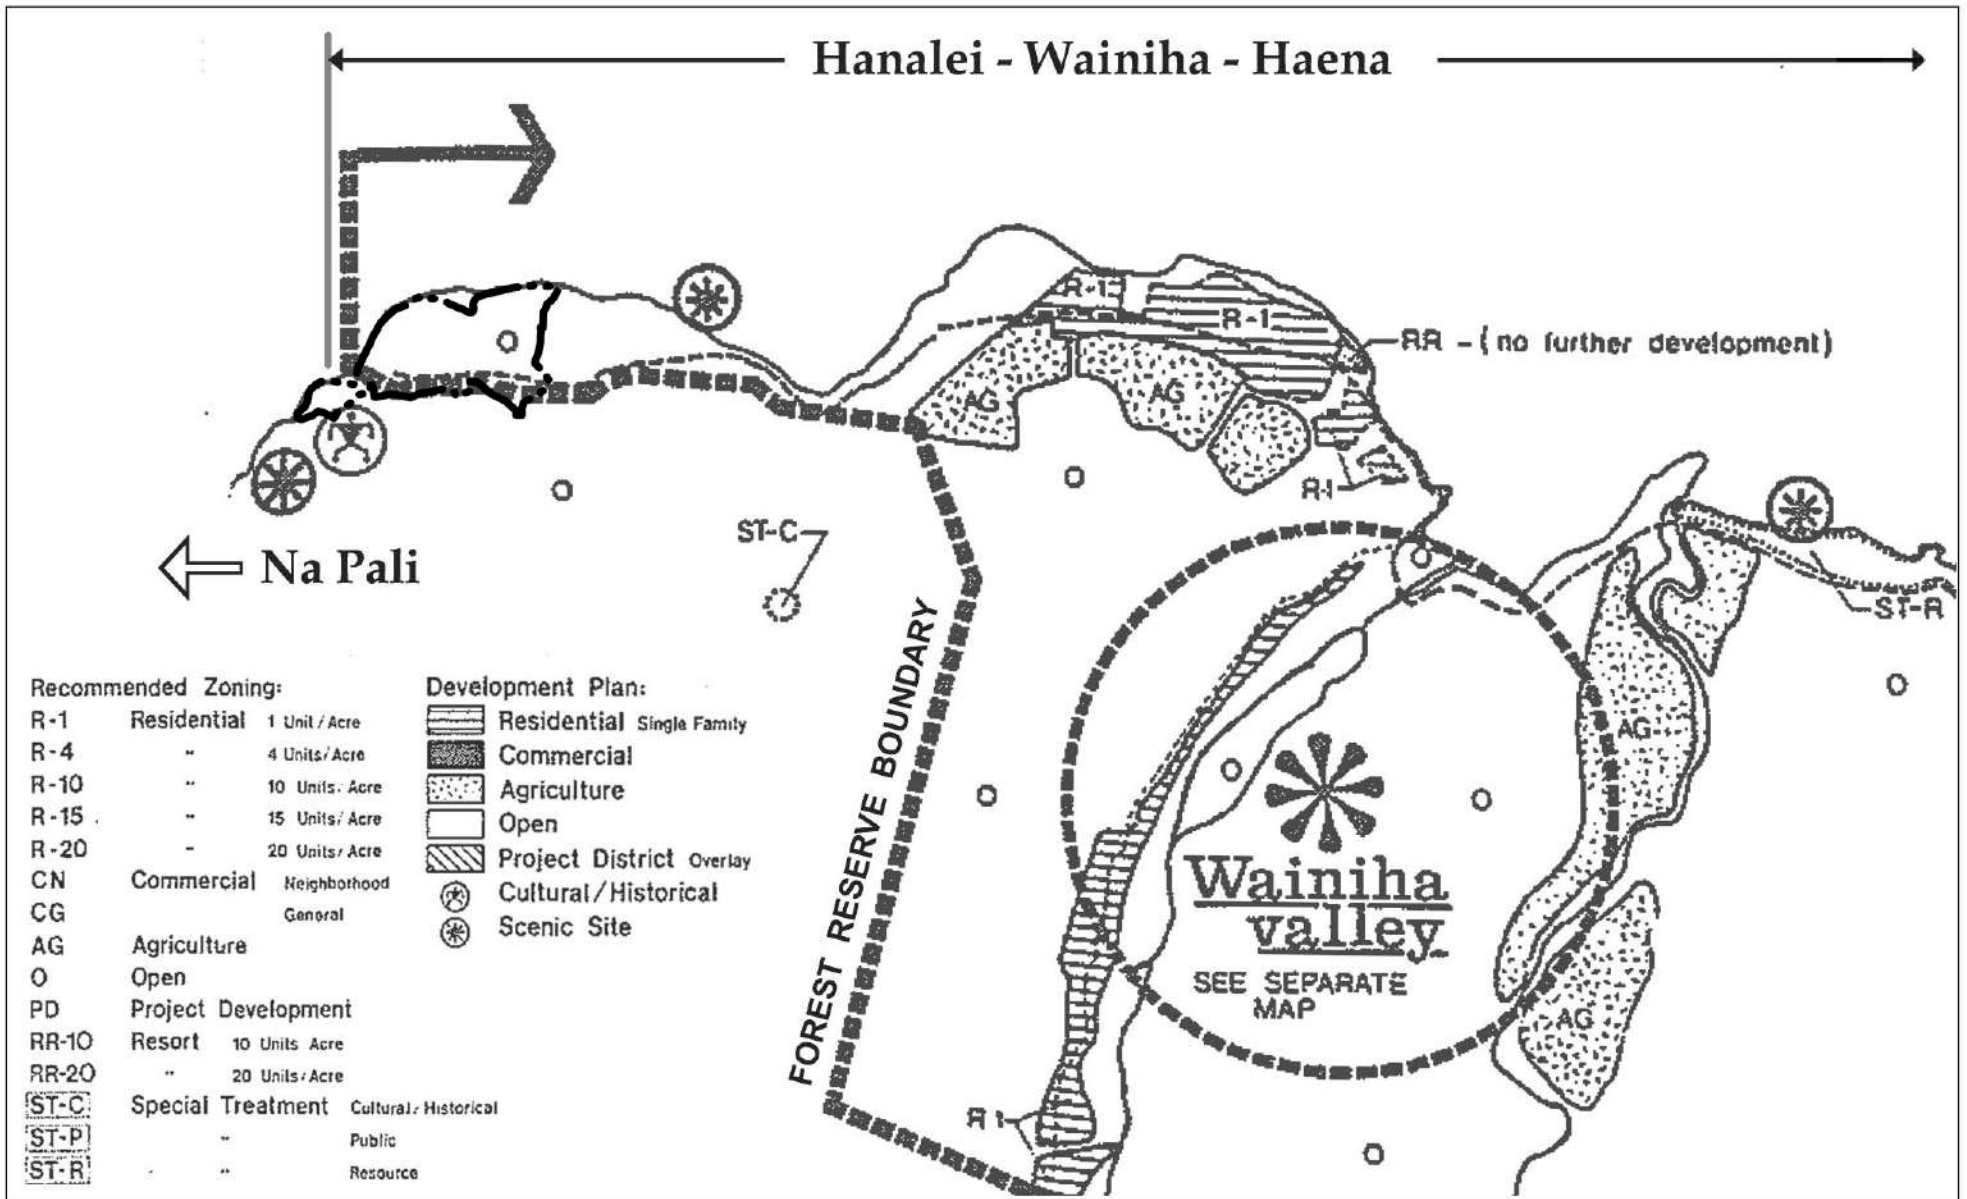 Hanalei - Wainiha - Haena
R-1
R-1
RR - (no further development)
O
AG
AG
O
O
R-1
ST-C
O
Na Pali
ST-R
O
FOREST RESERVE BOUNDARY
AG
O
O
O
Wainiha
valley
SEE SEPARATE
MAP
AG
R 1
O
Recommended Zoning:
R-1 Residential 1 Unit/Acre
R-4 " 4 Units/Acre
R-10 " 10 Units/Acre
R-15 " 15 Units/Acre
R-20 " 20 Units/Acre
CN Commercial Neighborhood
CG General
AG Agriculture
O Open
PD Project Development
RR-10 Resort 10 Units Acre
RR-20 " 20 Units/Acre
ST-C Special Treatment Cultural/Historical
ST-P " Public
ST-R " Resource
Development Plan:
Residential Single Family
Commercial
Agriculture
Open
Project District Overlay
Cultural/Historical
Scenic Site